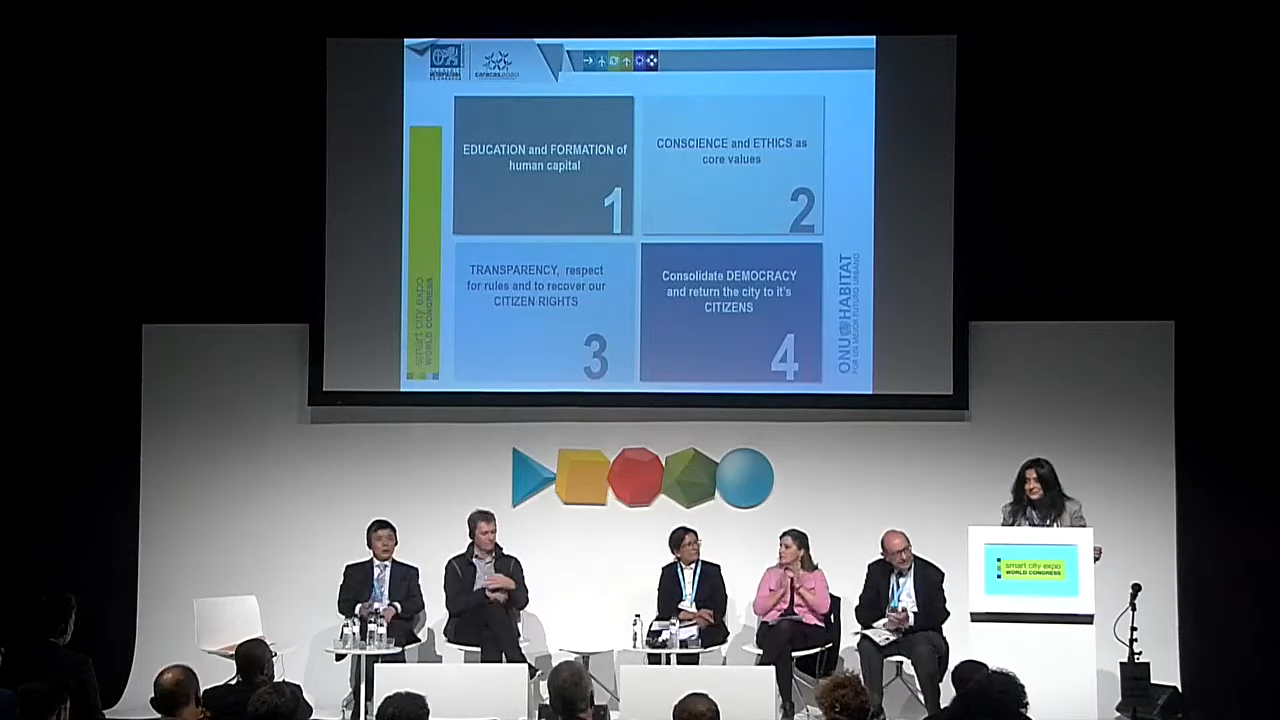 METROPOLITANA
caracas2020
EDUCATION and FORMATION of
human capital
1
CONSCIENCE and ETHICS as
core values
2
TRANSPARENCY, respect
for rules and to recover our
CITIZEN RIGHTS
3
Consolidate DEMOCRACY
and return the city to it's
CITIZENS
4
smart city expo
WORLD CONGRESS
ONU HABITAT
POR UN MEJOR FUTURO URBANO
smart city expo
WORLD CONGRESS